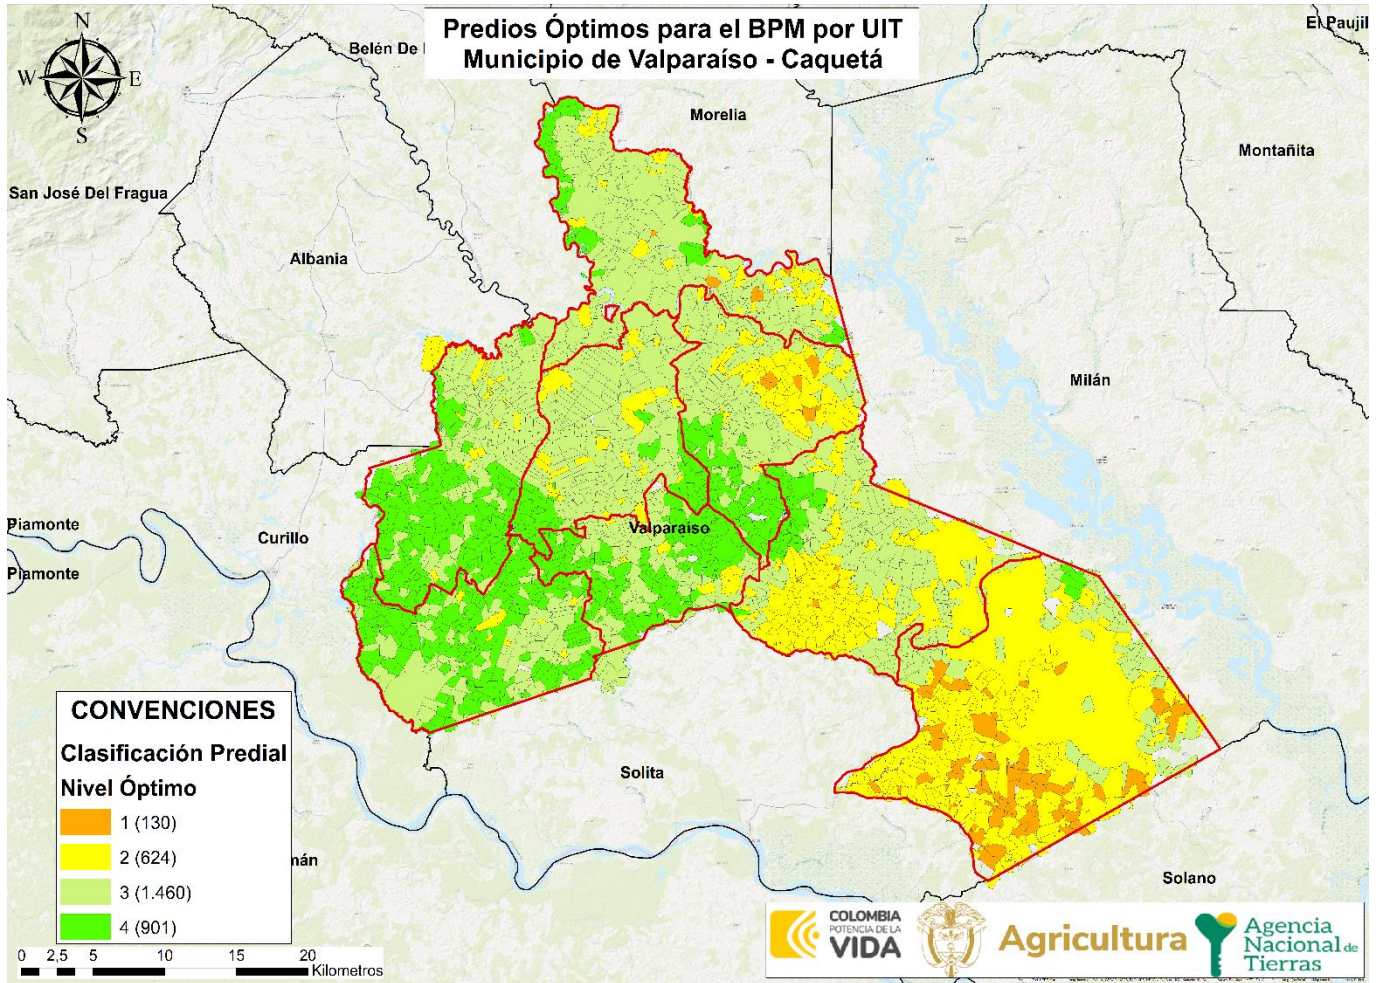 Predios Óptimos para el BPM por UIT
Municipio de Valparaíso - Caquetá
N
W E
S
Belén De
El Paujil
Morelia
Montañita
San José Del Fragua
Albania
Milán
Piamonte
Curillo
Valparaíso
Piamonte
Solita
Solano
mán
CONVENCIONES
Clasificación Predial
Nivel Óptimo
1 (130)
2 (624)
3 (1.460)
4 (901)
0 2,5 5 10 15 20
Kilometros
COLOMBIA
POTENCIA DE LA
VIDA
Agricultura
Agencia
Nacional de
Tierras